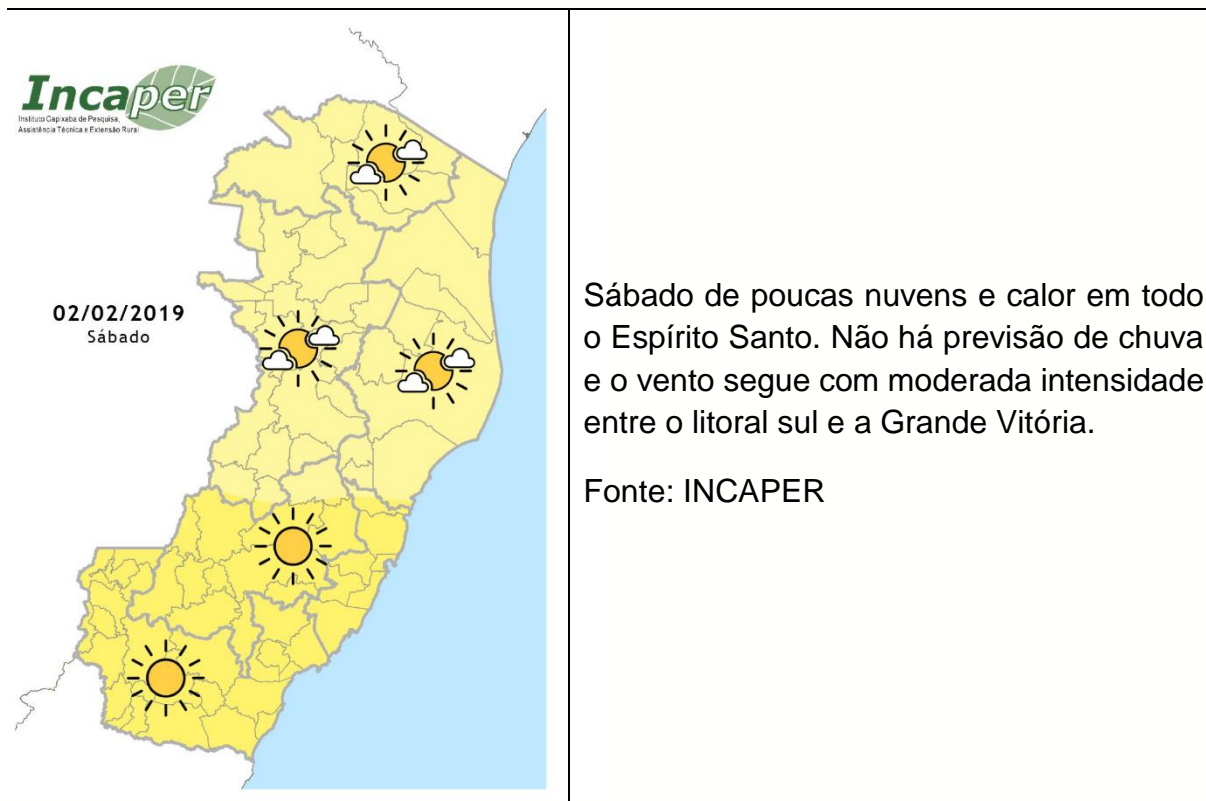 Incaper
Instituto Capixaba de Pesquisa,
Assistência Técnica e Extensão Rural
02/02/2019
Sábado
Sábado de poucas nuvens e calor em todo
o Espírito Santo. Não há previsão de chuva
e o vento segue com moderada intensidade
entre o litoral sul e a Grande Vitória.
Fonte: INCAPER